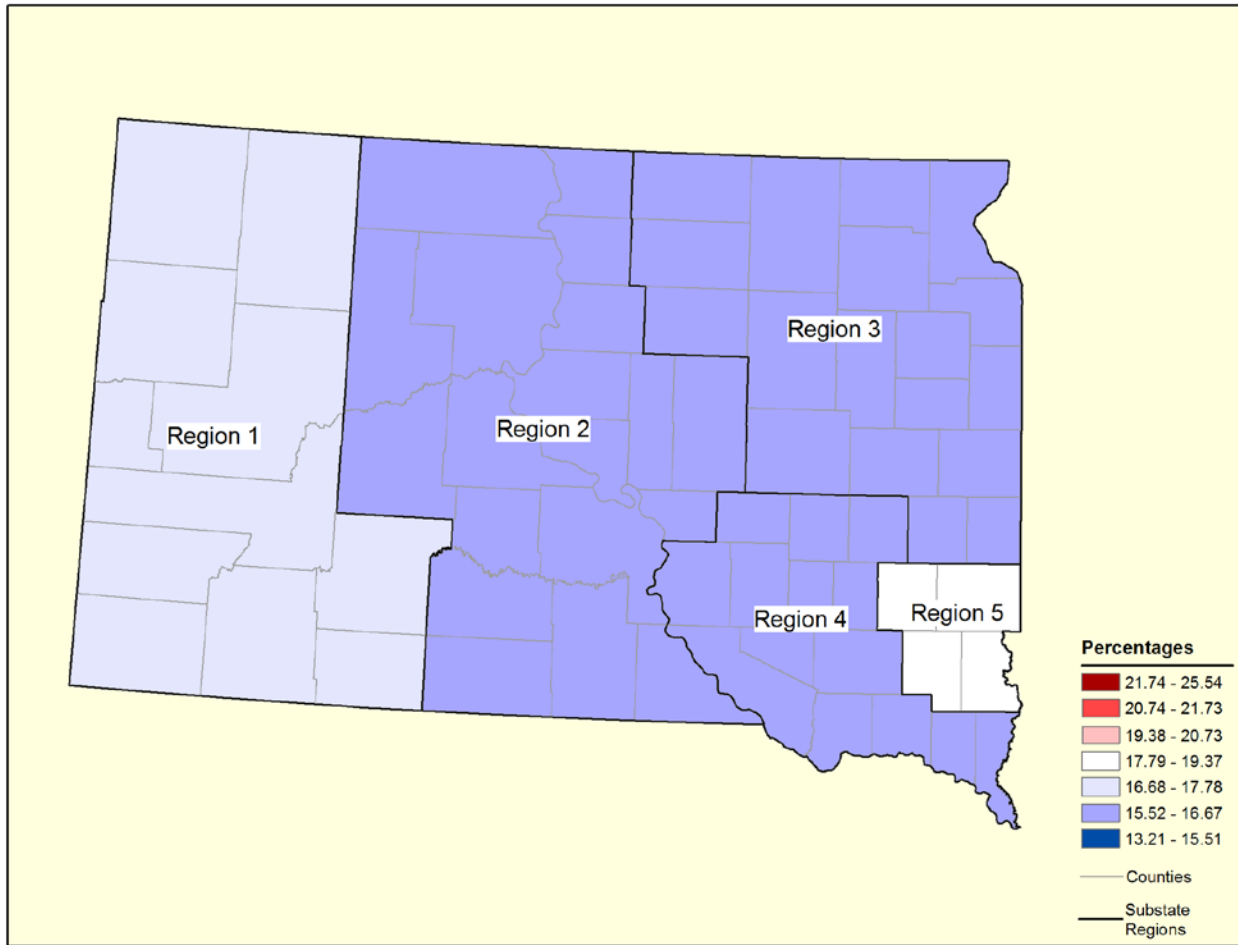 Region 3
Region 1
Region 2
Region 4
Region 5
Percentages
21.74 - 25.54
20.74 - 21.73
19.38 - 20.73
17.79 - 19.37
16.68 - 17.78
15.52 - 16.67
13.21 - 15.51
Counties
Substate
Regions